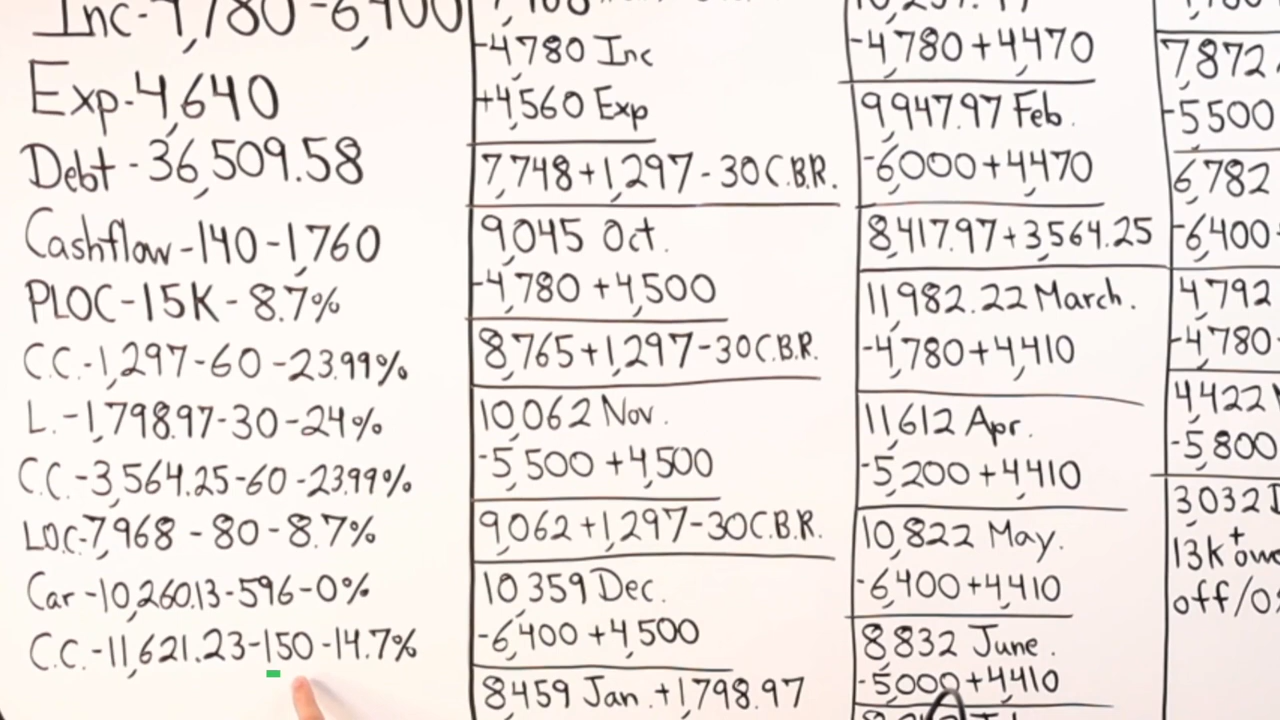 Inc-4,780-6,400
Exp-4,640
Debt-36,509.58
Cashflow-140-1,760
PLOC-15K-8.7%
C.C.-1,297-60-23.99%
L.-1,798.97-30-24%
C.C.-3,564.25-60-23.99%
LOC-7,968-80-8.7%
Car-10,260.13-596-0%
C.C.-11,621.23-150-14.7%
-4,780 Inc
+4,560 Exp
7,748+1,297-30 C.B.R.
9,045 Oct.
-4,780+4,500
8,765+1,297-30 C.B.R.
10,062 Nov.
-5,500+4,500
9,062+1,297-30 C.B.R.
10,359 Dec.
-6,400+4,500
8,459 Jan.+1,798.97
-4,780+4,470
9,947.97 Feb.
-6,000+4,470
8,417.97+3,564.25
11,982.22 March.
-4,780+4,410
11,612 Apr.
-5,200+4,410
10,822 May.
-6,400+4,410
8,832 June.
-5,000+4,410
7,872
-5500
6,782
-6,400
4,792
-4,780
4,422
-5,800
3,032
13k+
off/0